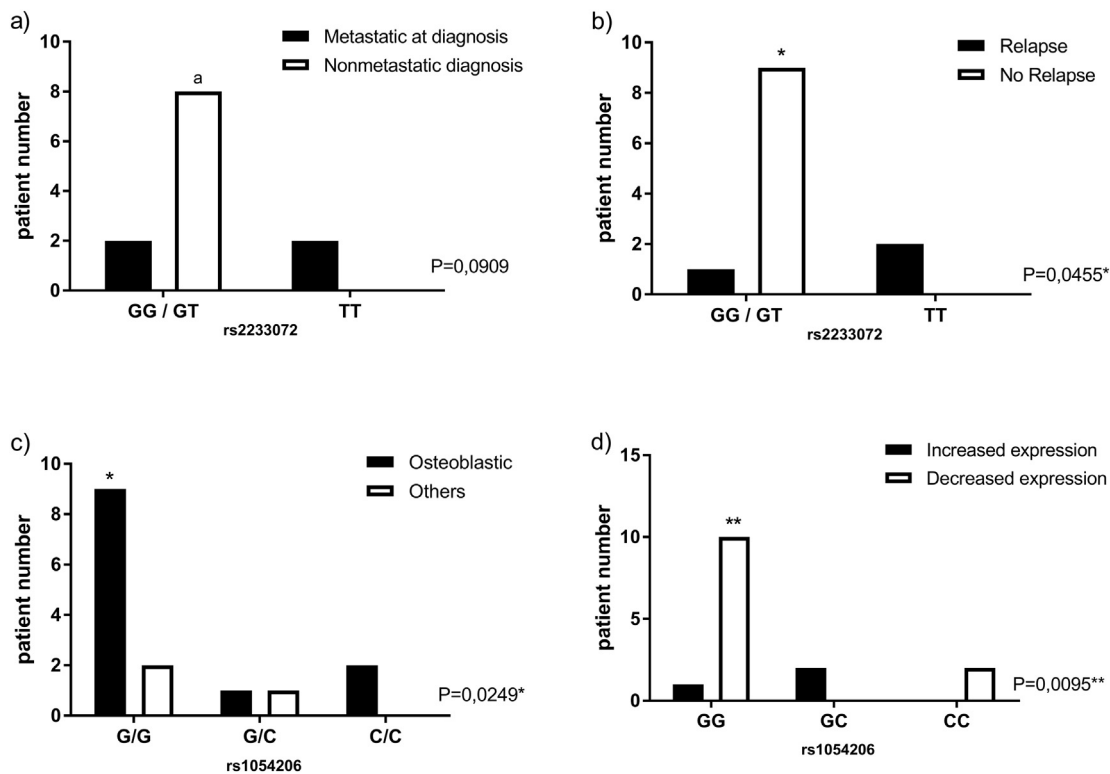 a)
Metastatic at diagnosis
Nonmetastatic diagnosis
patient number
10
8
6
4
2
0
a
GG / GT
TT
P=0,0909
rs2233072
b)
Relapse
No Relapse
patient number
10
8
6
4
2
0
*
GG / GT
TT
P=0,0455*
rs2233072
c)
Osteoblastic
Others
patient number
10
8
6
4
2
0
*
G/G
G/C
C/C
P=0,0249*
rs1054206
d)
Increased expression
Decreased expression
patient number
15
10
5
0
**
GG
GC
CC
P=0,0095**
rs1054206